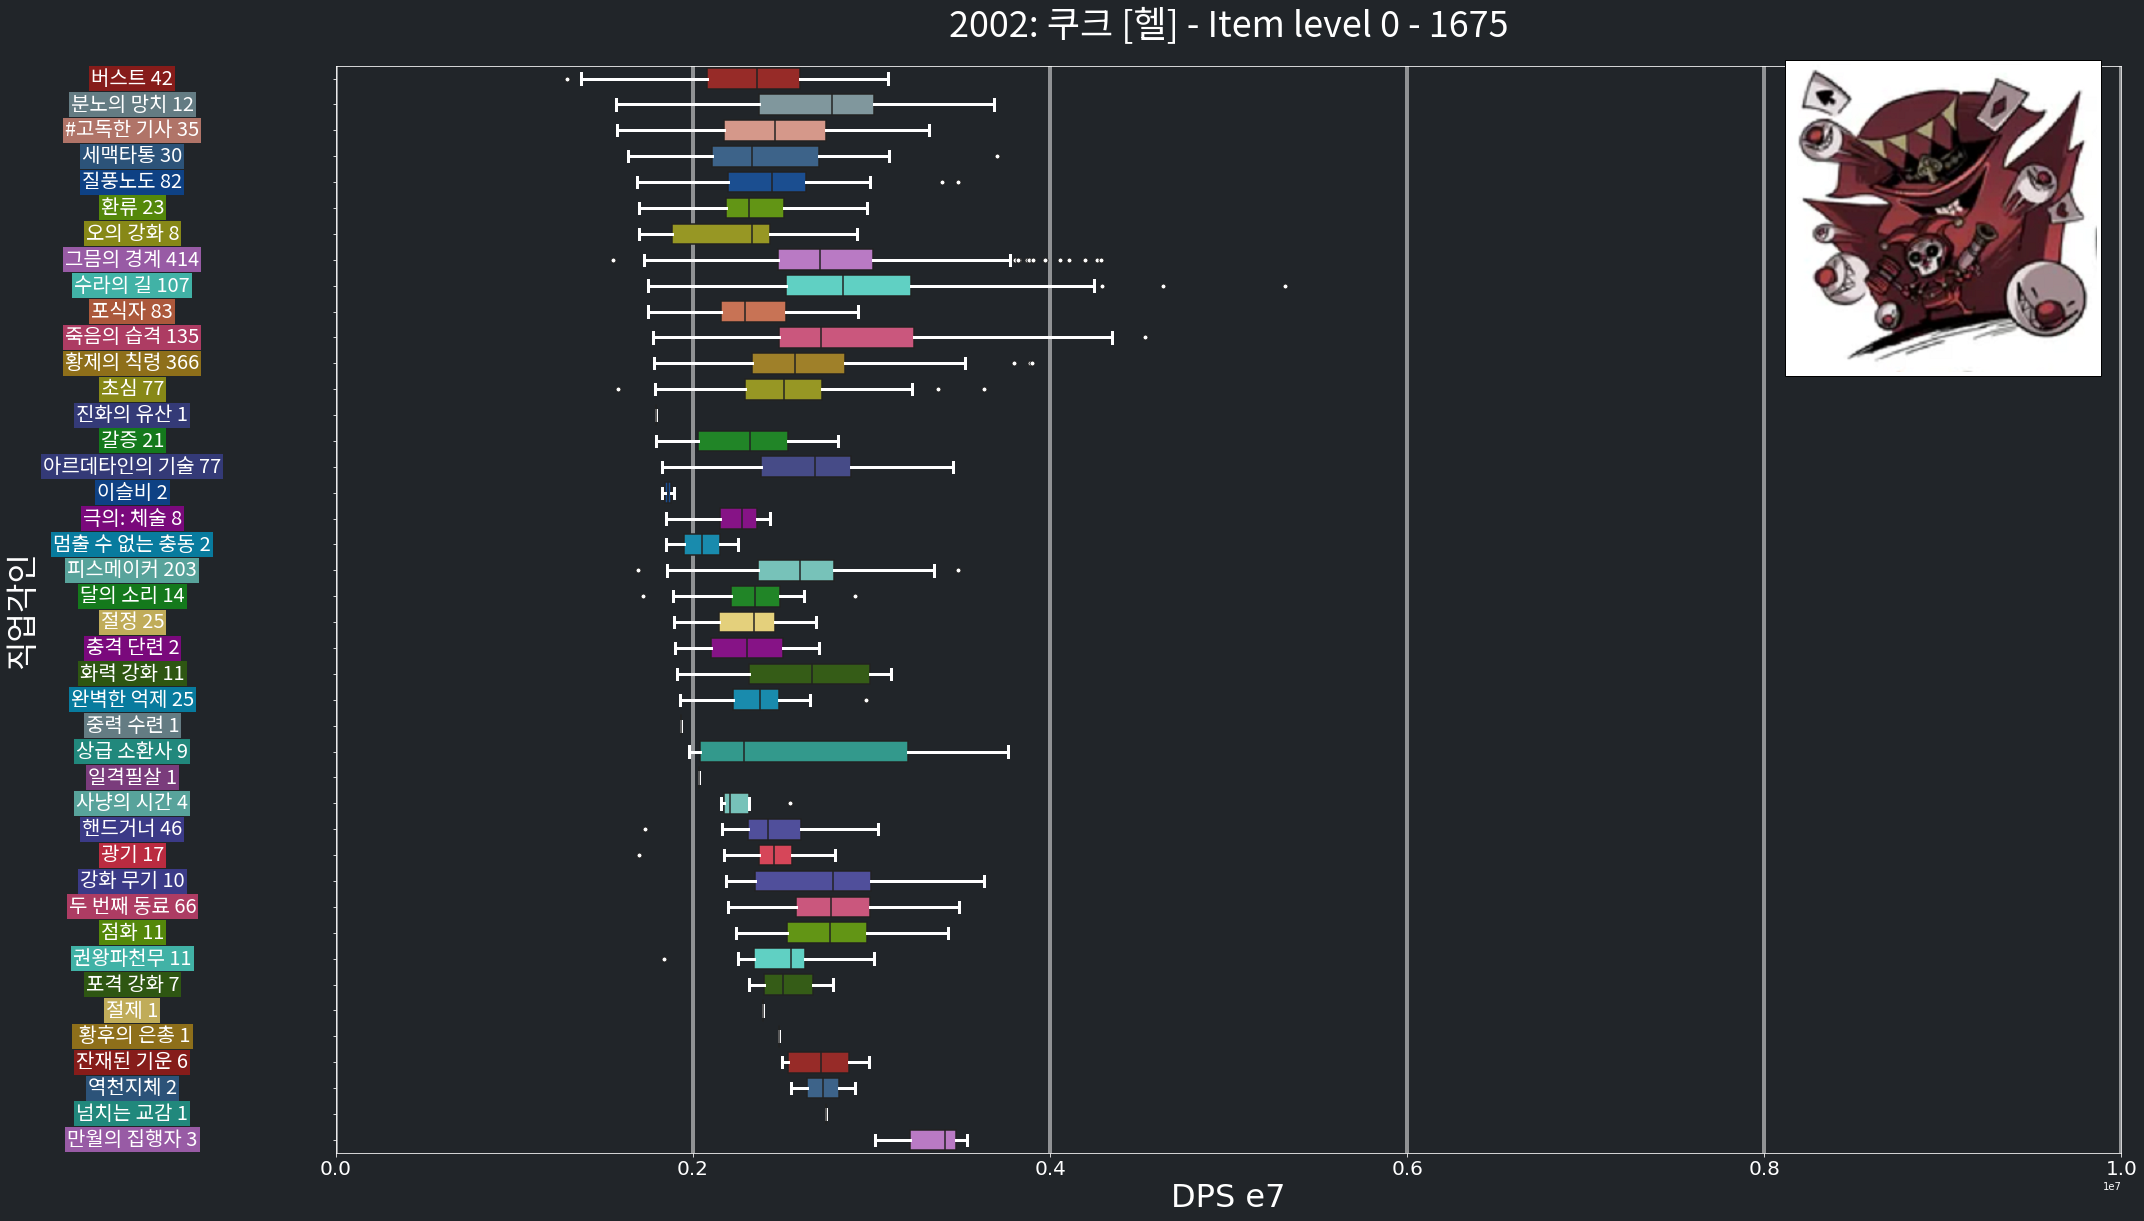 2002: 쿠크 [헬] - Item level 0 - 1675
직업각인
버스트 42
분노의 망치 12
#고독한 기사 35
세맥타통 30
질풍노도 82
환류 23
오의 강화 8
그믐의 경계 414
수라의 길 107
포식자 83
죽음의 습격 135
황제의 칙령 366
초심 77
진화의 유산 1
갈증 21
아르데타인의 기술 77
이슬비 2
극의: 체술 8
멈출 수 없는 충동 2
피스메이커 203
달의 소리 14
절정 25
충격 단련 2
화력 강화 11
완벽한 억제 25
중력 수련 1
상급 소환사 9
일격필살 1
사냥의 시간 4
핸드거너 46
광기 17
강화 무기 10
두 번째 동료 66
점화 11
권왕파천무 11
포격 강화 7
절제 1
황후의 은총 1
잔재된 기운 6
역천지체 2
넘치는 교감 1
만월의 집행자 3
0.0 0.2 0.4 0.6 0.8 1.0
1e7
DPS e7